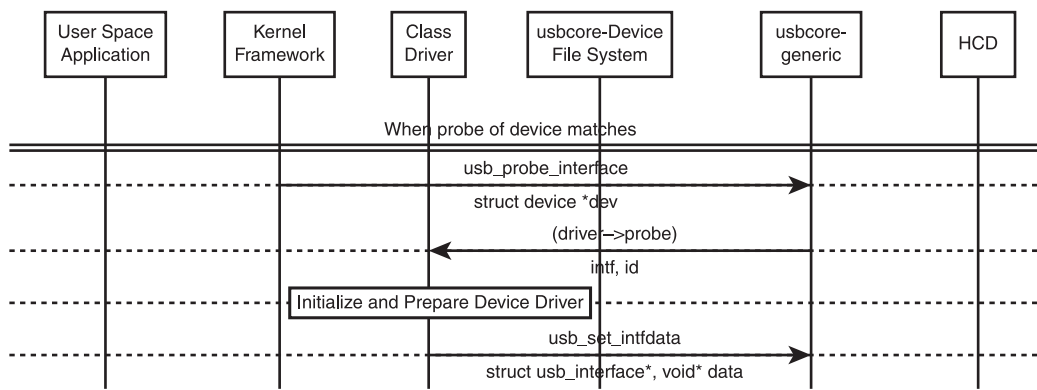 User Space
Application
Kernel
Framework
Class
Driver
usbcore-Device
File System
usbcore-
generic
HCD
When probe of device matches
usb_probe_interface
struct device *dev
(driver–>probe)
intf, id
Initialize and Prepare Device Driver
usb_set_intfdata
struct usb_interface*, void* data